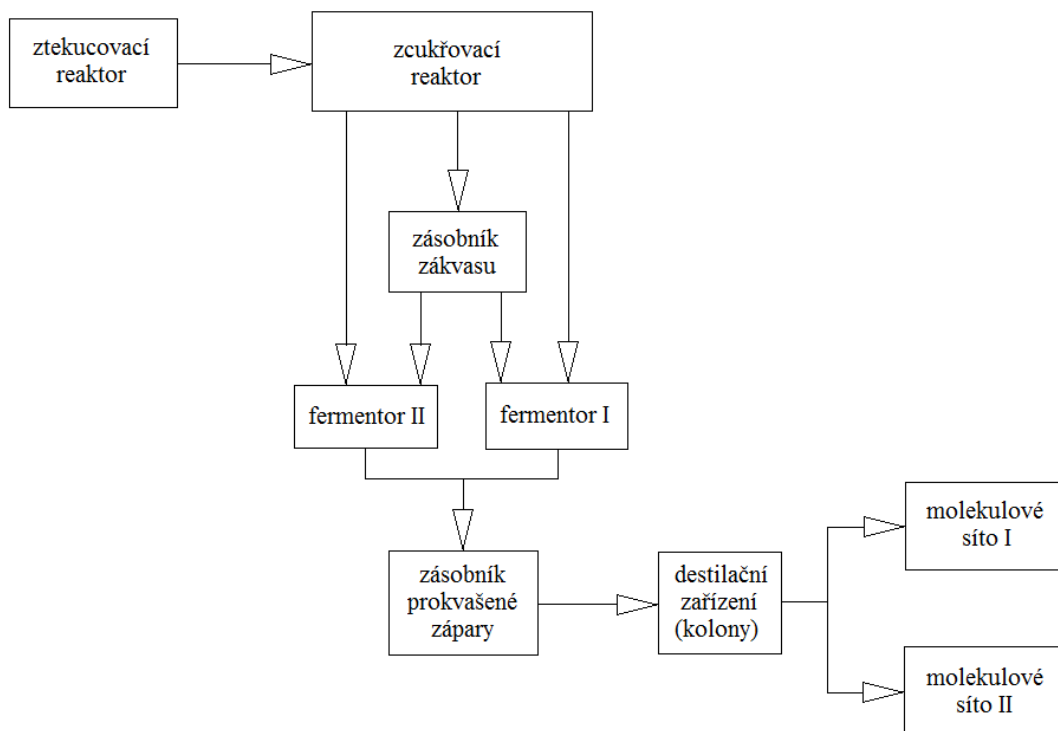 ztekucovací
reaktor
zcukřovací
reaktor
zásobník
zákvasu
fermentor II
fermentor I
zásobník
prokvašené
zápary
destilační
zařízení
(kolony)
molekulové
síto I
molekulové
síto II